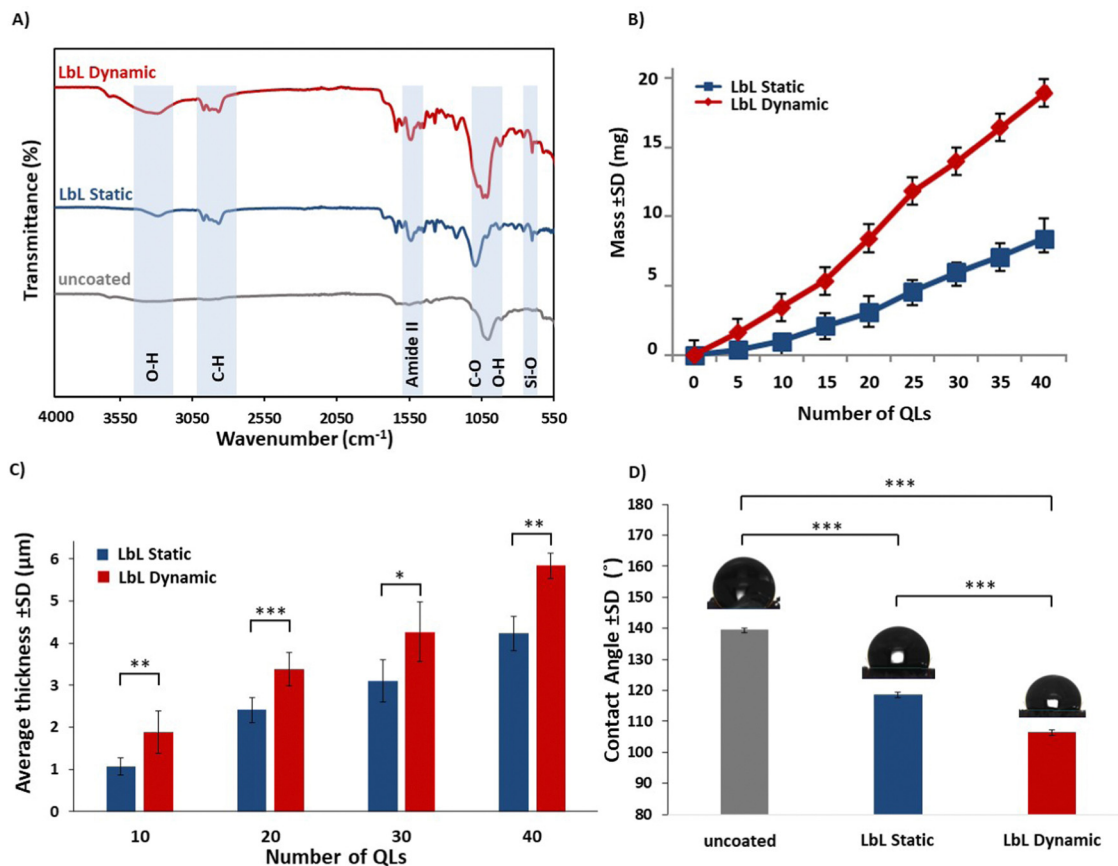 A)
LbL Dynamic
LbL Static
uncoated
Transmittance (%)
O-H
C-H
Amide II
C-O
O-H
Si-O
4000 3550 3050 2550 2050 1550 1050 550
Wavenumber (cm⁻¹)
B)
LbL Static
LbL Dynamic
Mass ±SD (mg)
20
15
10
5
0
0 5 10 15 20 25 30 35 40
Number of QLs
C)
LbL Static
LbL Dynamic
Average thickness ±SD (µm)
6
5
4
3
2
1
0
**
***
*
**
10 20 30 40
Number of QLs
D)
Contact Angle ±SD (°)
180
170
160
150
140
130
120
110
100
90
80
***
***
***
uncoated LbL Static LbL Dynamic